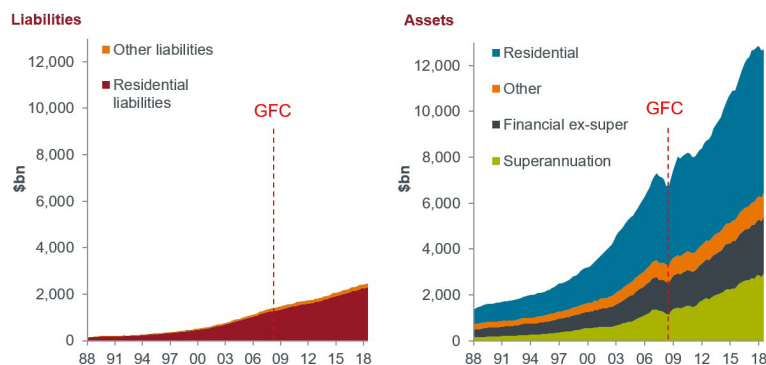 Liabilities
Other liabilities
Residential
liabilities
GFC
$bn
12,000
10,000
8,000
6,000
4,000
2,000
0
88 91 94 97 00 03 06 09 12 15 18
Assets
Residential
Other
Financial ex-super
Superannuation
GFC
$bn
12,000
10,000
8,000
6,000
4,000
2,000
0
88 91 94 97 00 03 06 09 12 15 18